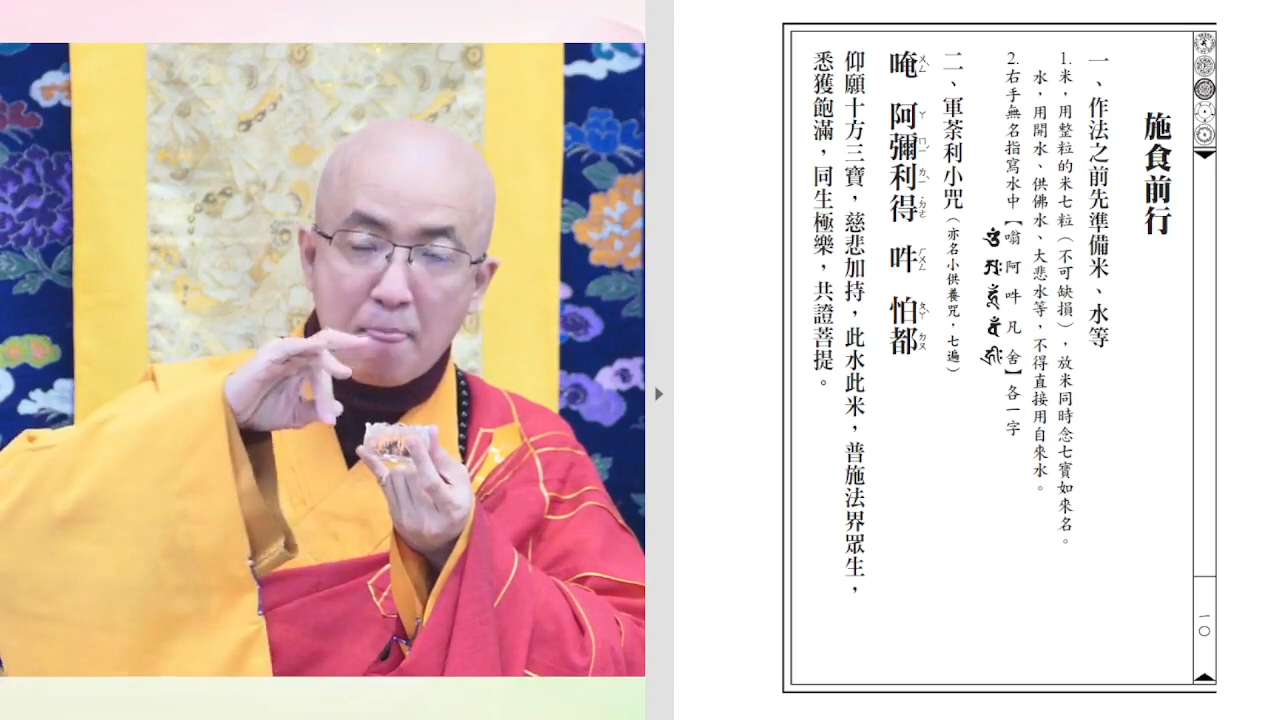 施食前行
一、作法之前先準備米、水等
1.米，用整粒的米七粒（不可缺損），放米同時念七寶如來名。
水，用開水、供佛水、大悲水等，不得直接用自來水。
2.右手無名指寫水中【嗡 阿 吽 凡 舍】各一字
二、軍荼利小咒（亦名小供養咒，七遍）
唵 阿彌利得 吽 怕都
仰願十方三寶，慈悲加持，此水此米，普施法界眾生，
悉獲飽滿，同生極樂，共證菩提。
一〇